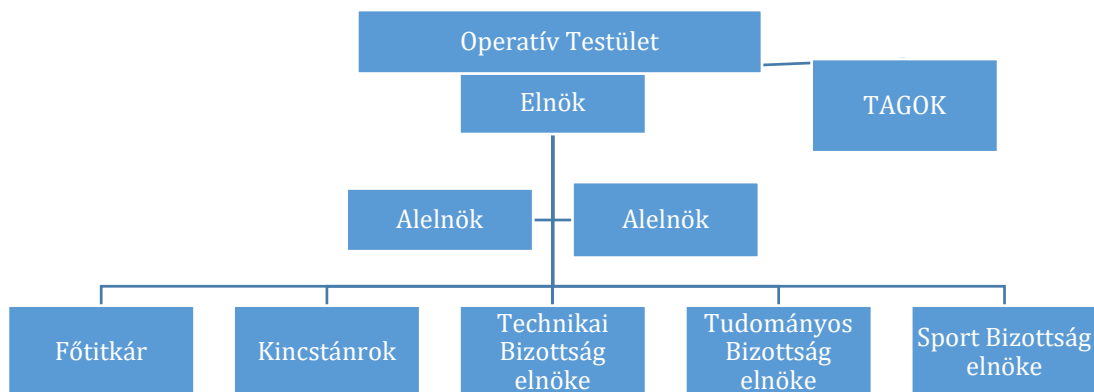 Operatív Testület
Elnök
TAGOK
Alelnök
Alelnök
Főtitkár
Kincstánrok
Technikai
Bizottság
elnöke
Tudományos
Bizottság
elnöke
Sport Bizottság
elnöke